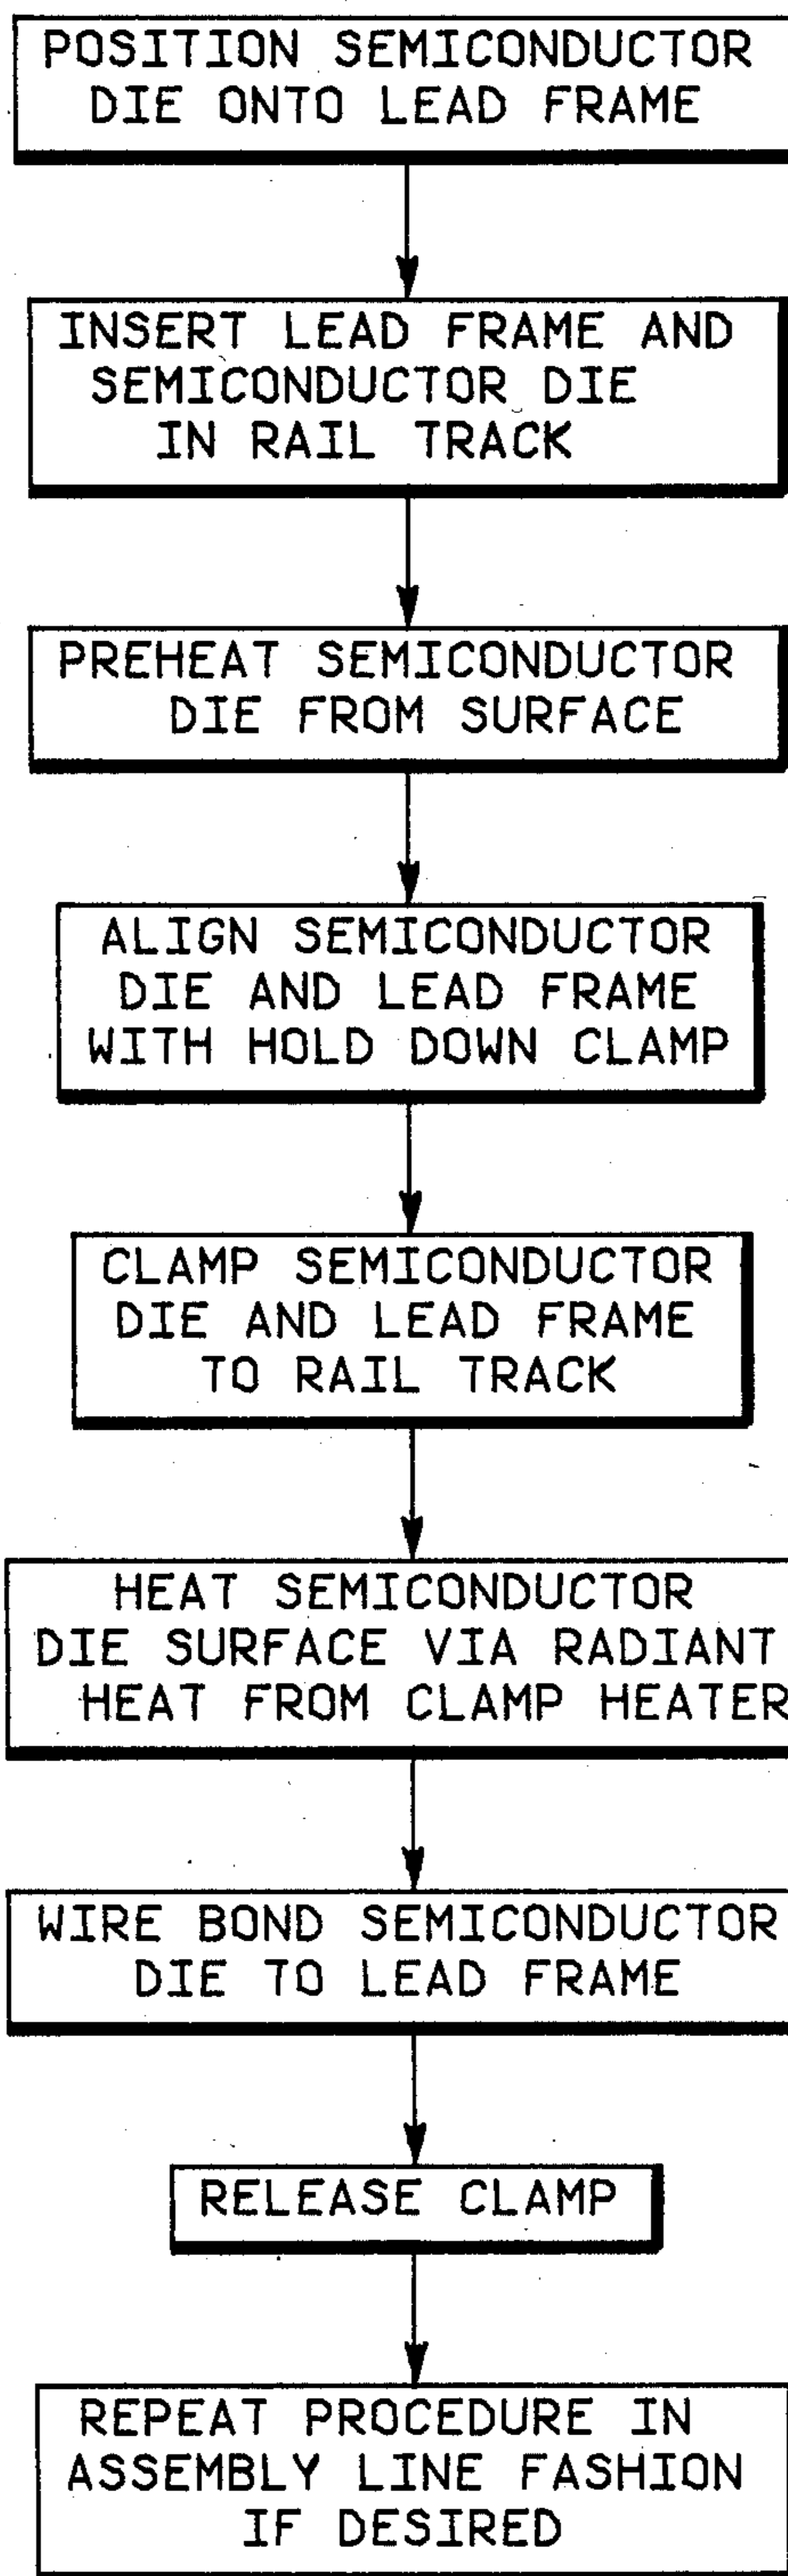 POSITION SEMICONDUCTOR
DIE ONTO LEAD FRAME
INSERT LEAD FRAME AND
SEMICONDUCTOR DIE
IN RAIL TRACK
PREHEAT SEMICONDUCTOR
DIE FROM SURFACE
ALIGN SEMICONDUCTOR
DIE AND LEAD FRAME
WITH HOLD DOWN CLAMP
CLAMP SEMICONDUCTOR
DIE AND LEAD FRAME
TO RAIL TRACK
HEAT SEMICONDUCTOR
DIE SURFACE VIA RADIANT
HEAT FROM CLAMP HEATER
WIRE BOND SEMICONDUCTOR
DIE TO LEAD FRAME
RELEASE CLAMP
REPEAT PROCEDURE IN
ASSEMBLY LINE FASHION
IF DESIRED